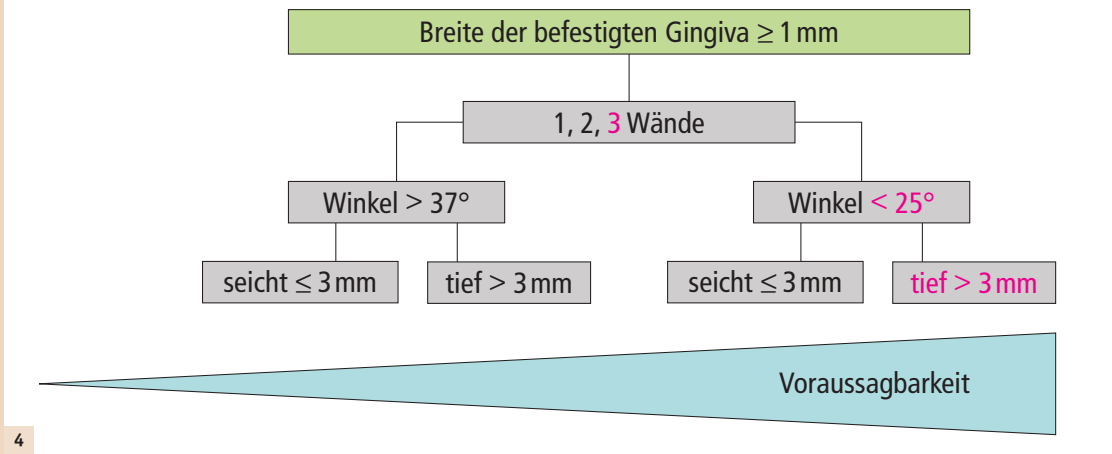 Breite der befestigten Gingiva ≥ 1 mm
1, 2, 3 Wände
Winkel > 37°
Winkel < 25°
seicht ≤ 3 mm
tief > 3 mm
seicht ≤ 3 mm
tief > 3 mm
Voraussagbarkeit
4